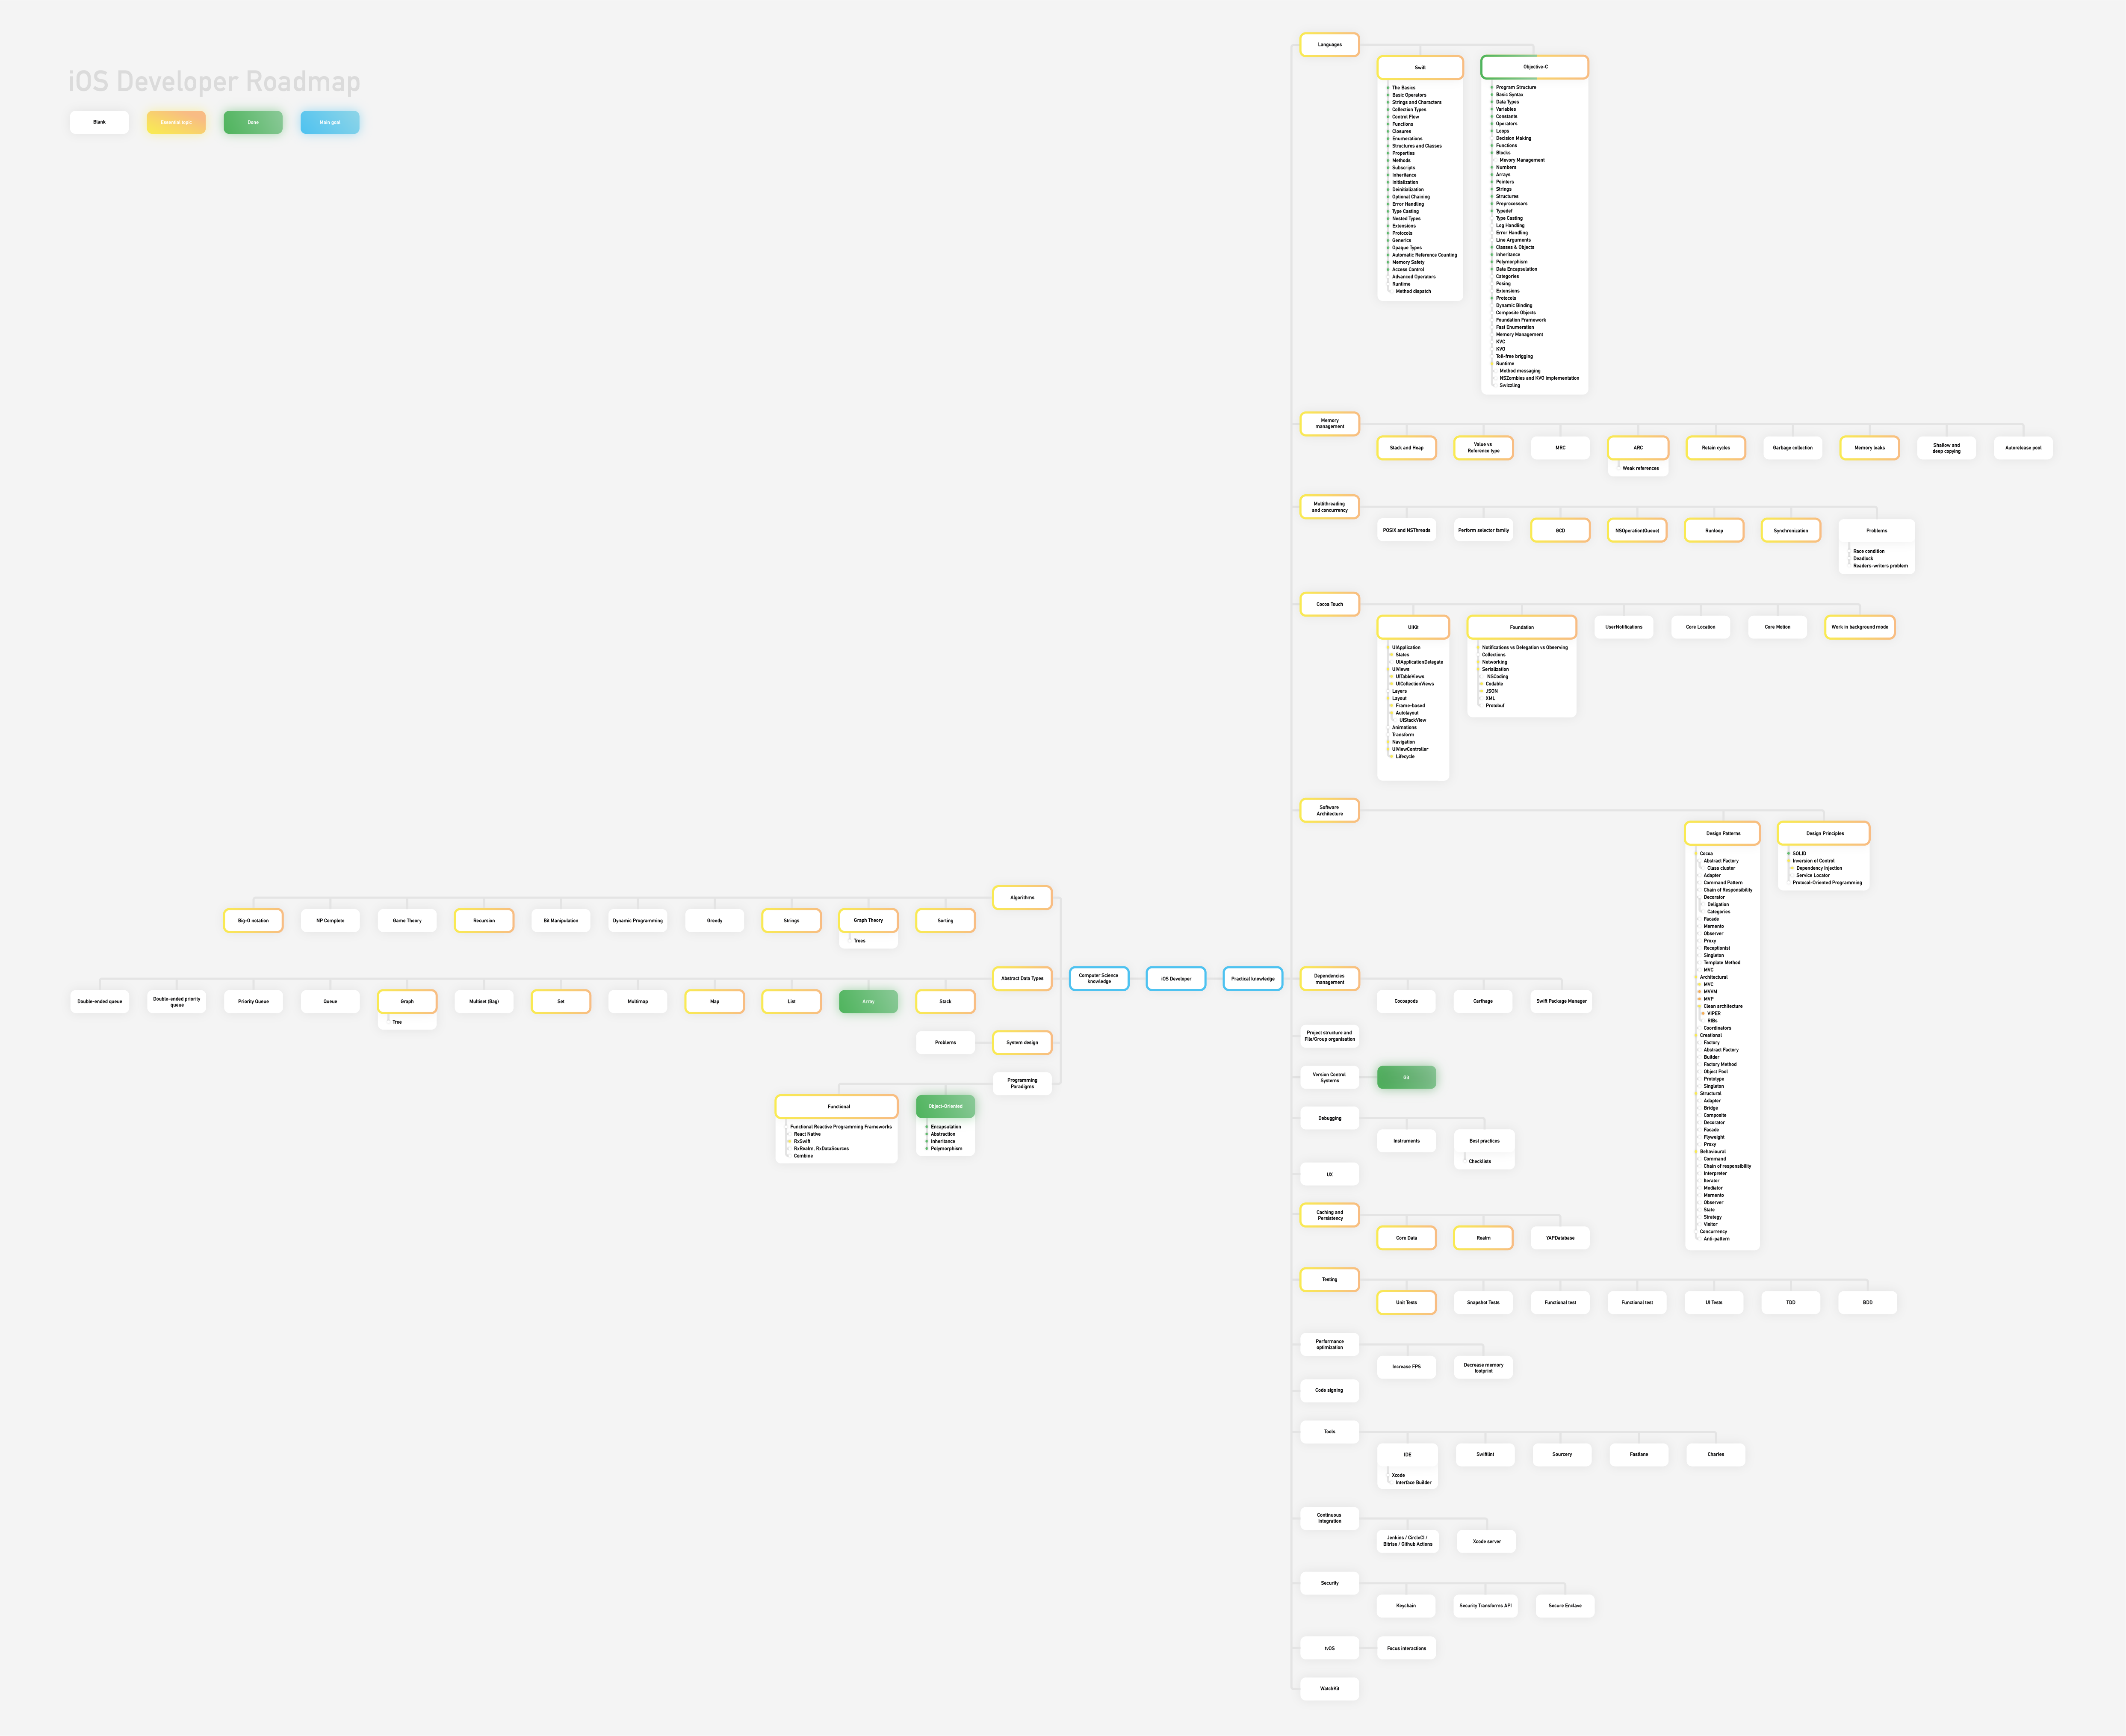 iOS Developer Roadmap
Blank
Essential topic
Done
Main goal
Languages
Swift
The Basics
Basic Operators
Strings and Characters
Collection Types
Control Flow
Functions
Closures
Enumerations
Structures and Classes
Properties
Methods
Subscripts
Inheritance
Initialization
Deinitialization
Optional Chaining
Error Handling
Type Casting
Nested Types
Extensions
Protocols
Generics
Opaque Types
Automatic Reference Counting
Memory Safety
Access Control
Advanced Operators
Runtime
Method dispatch
Objective-C
Program Structure
Basic Syntax
Data Types
Variables
Constants
Operators
Loops
Decision Making
Functions
Blocks
Mevory Management
Numbers
Arrays
Pointers
Strings
Structures
Preprocessors
Typedef
Type Casting
Log Handling
Error Handling
Line Arguments
Classes & Objects
Inheritance
Polymorphism
Data Encapsulation
Categories
Posing
Extensions
Protocols
Dynamic Binding
Composite Objects
Foundation Framework
Fast Enumeration
Memory Management
KVC
KVO
Toll-free brigging
Runtime
Method messaging
NSZombies and KVO implementation
Swizzling
Memory
management
Stack and Heap
Value vs
Reference type
MRC
ARC
Weak references
Retain cycles
Garbage collection
Memory leaks
Shallow and
deep copying
Autorelease pool
Multithreading
and concurrency
POSIX and NSThreads
Perform selector family
GCD
NSOperation(Queue)
Runloop
Synchronization
Problems
Race condition
Deadlock
Readers-writers problem
Cocoa Touch
UIKit
UIApplication
States
UIApplicationDelegate
UIViews
UITableViews
UICollectionViews
Layers
Layout
Frame-based
Autolayout
UIStackView
Animations
Transform
Navigation
UIViewController
Lifecycle
Foundation
Notifications vs Delegation vs Observing
Collections
Networking
Serialization
NSCoding
Codable
JSON
XML
Protobuf
UserNotifications
Core Location
Core Motion
Work in background mode
Software
Architecture
Design Patterns
Cocoa
Abstract Factory
Class cluster
Adapter
Command Pattern
Chain of Responsibility
Decorator
Deligation
Categories
Facade
Memento
Observer
Proxy
Receptionist
Singleton
Template Method
MVC
Architectural
MVC
MVVM
MVP
Clean architecture
VIPER
RIBs
Coordinators
Creational
Factory
Abstract Factory
Builder
Factory Method
Object Pool
Prototype
Singleton
Structural
Adapter
Bridge
Composite
Decorator
Facade
Flyweight
Proxy
Behavioural
Command
Chain of responsibility
Interpreter
Iterator
Mediator
Memento
Observer
State
Strategy
Visitor
Concurrency
Anti-pattern
Design Principles
SOLID
Inversion of Control
Dependency Injection
Service Locator
Protocol-Oriented Programming
Algorithms
Big-O notation
NP Complete
Game Theory
Recursion
Bit Manipulation
Dynamic Programming
Greedy
Strings
Graph Theory
Trees
Sorting
Abstract Data Types
Computer Science
knowledge
iOS Developer
Practical knowledge
Double-ended queue
Double-ended priority
queue
Priority Queue
Queue
Graph
Tree
Multiset (Bag)
Set
Multimap
Map
List
Array
Stack
System design
Problems
Programming
Paradigms
Functional
Functional Reactive Programming Frameworks
React Native
RxSwift
RxRealm, RxDataSources
Combine
Object-Oriented
Encapsulation
Abstraction
Inheritance
Polymorphism
Dependencies
management
Cocoapods
Carthage
Swift Package Manager
Project structure and
File/Group organisation
Version Control
Systems
Git
Debugging
Instruments
Best practices
Checklists
UX
Caching and
Persistency
Core Data
Realm
YAPDatabase
Testing
Unit Tests
Snapshot Tests
Functional test
Functional test
UI Tests
TDD
BDD
Performance
optimization
Increase FPS
Decrease memory
footprint
Code signing
Tools
IDE
Xcode
Interface Builder
Swiftlint
Sourcery
Fastlane
Charles
Continuous
Integration
Jenkins / CircleCI /
Bitrise / Github Actions
Xcode server
Security
Keychain
Security Transforms API
Secure Enclave
tvOS
Focus interactions
WatchKit